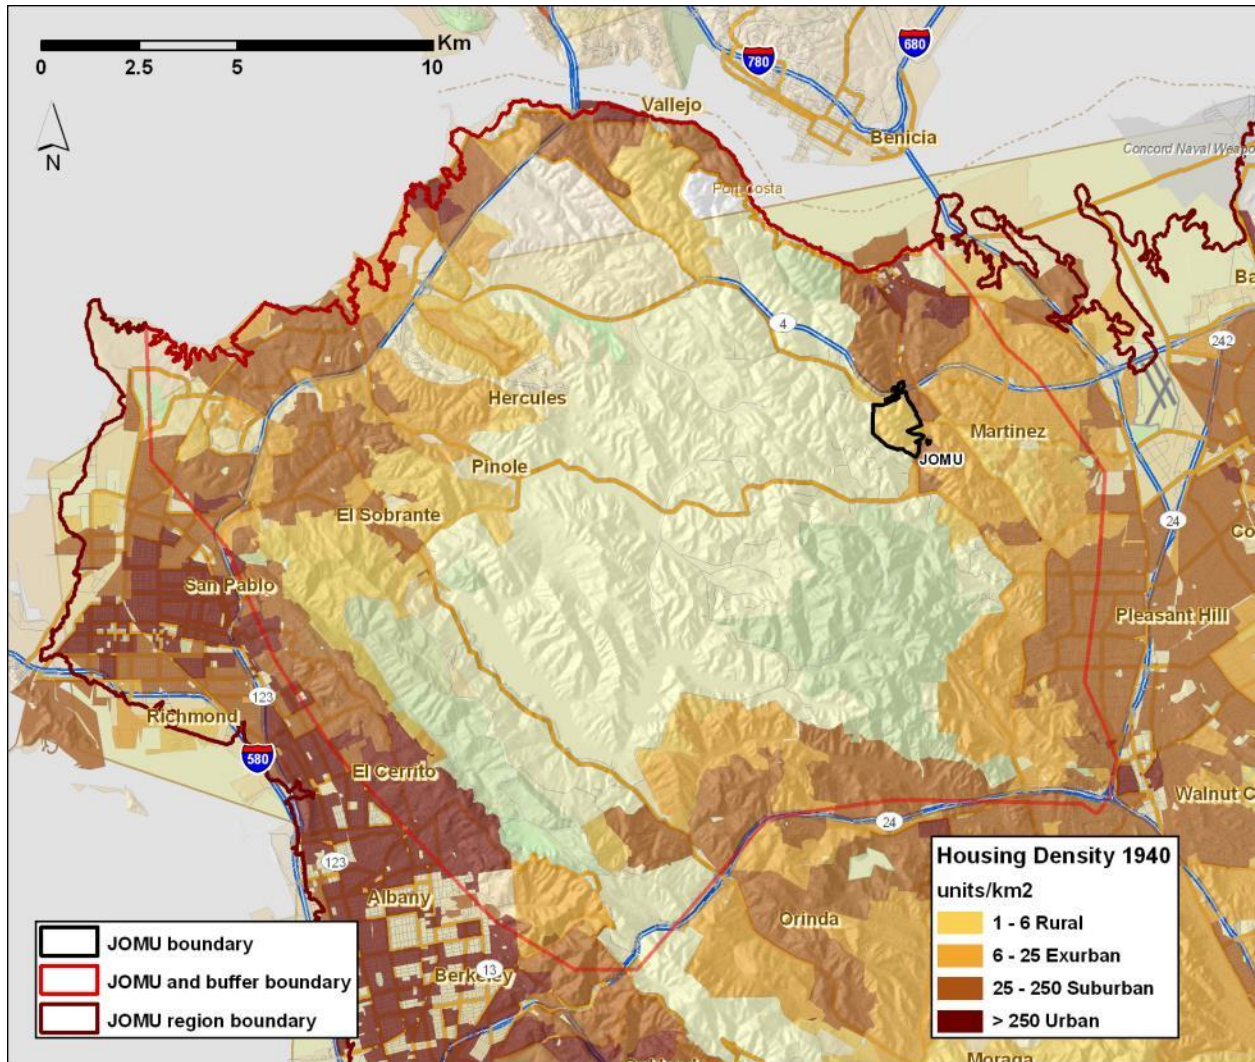 Km
0 2.5 5 10
N
780
680
Vallejo
Benicia
Concord Naval Weapo
Port Costa
Ba
4
242
Hercules
Martinez
JOMU
Pinole
El Sobrante
24
Co
San Pablo
Pleasant Hill
123
Richmond
580
El Cerrito
Walnut C
24
123
Albany
Orinda
Berkeley
13
Moraga
Housing Density 1940
units/km2
1 - 6 Rural
6 - 25 Exurban
25 - 250 Suburban
> 250 Urban
JOMU boundary
JOMU and buffer boundary
JOMU region boundary